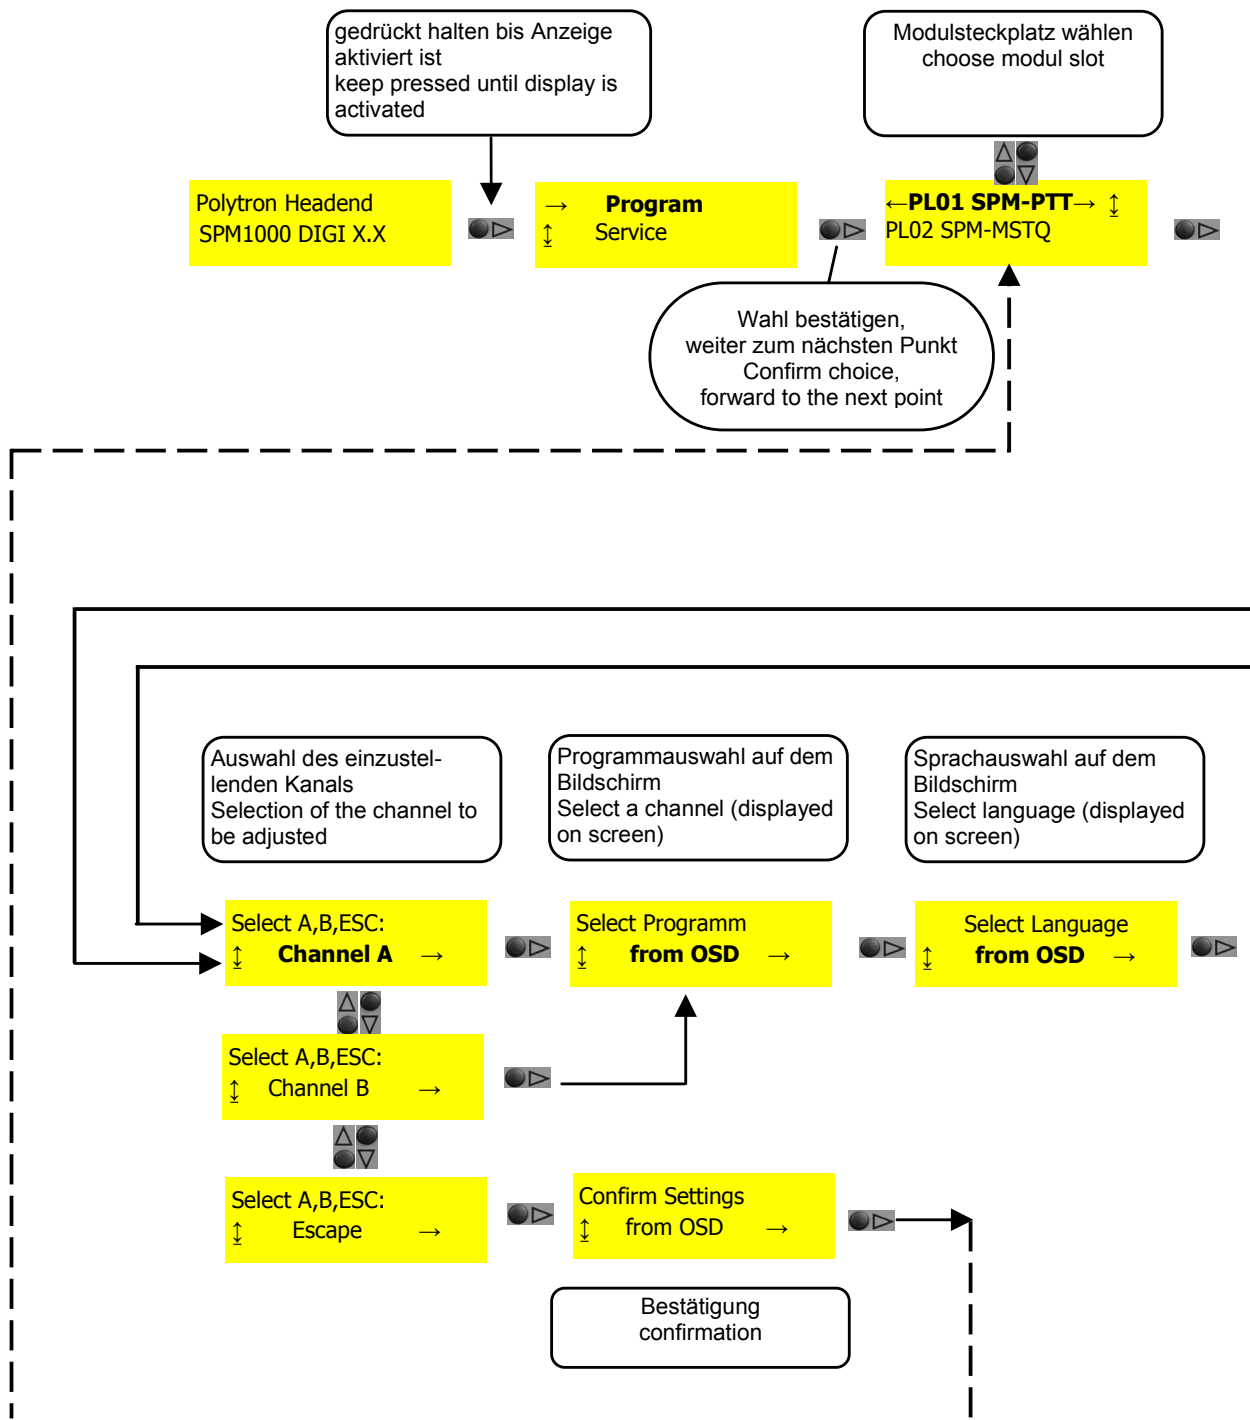 gedrückt halten bis Anzeige
aktiviert ist
keep pressed until display is
activated
Modulsteckplatz wählen
choose modul slot
Polytron Headend
SPM1000 DIGI X.X
→ Program
↕ Service
←PL01 SPM-PTT→ ↕
PL02 SPM-MSTQ
Wahl bestätigen,
weiter zum nächsten Punkt
Confirm choice,
forward to the next point
Auswahl des einzustel-
lenden Kanals
Selection of the channel to
be adjusted
Programmauswahl auf dem
Bildschirm
Select a channel (displayed
on screen)
Sprachauswahl auf dem
Bildschirm
Select language (displayed
on screen)
Select A,B,ESC:
↕ Channel A →
Select Programm
↕ from OSD →
Select Language
↕ from OSD →
Select A,B,ESC:
↕ Channel B →
Select A,B,ESC:
↕ Escape →
Confirm Settings
↕ from OSD →
Bestätigung
confirmation